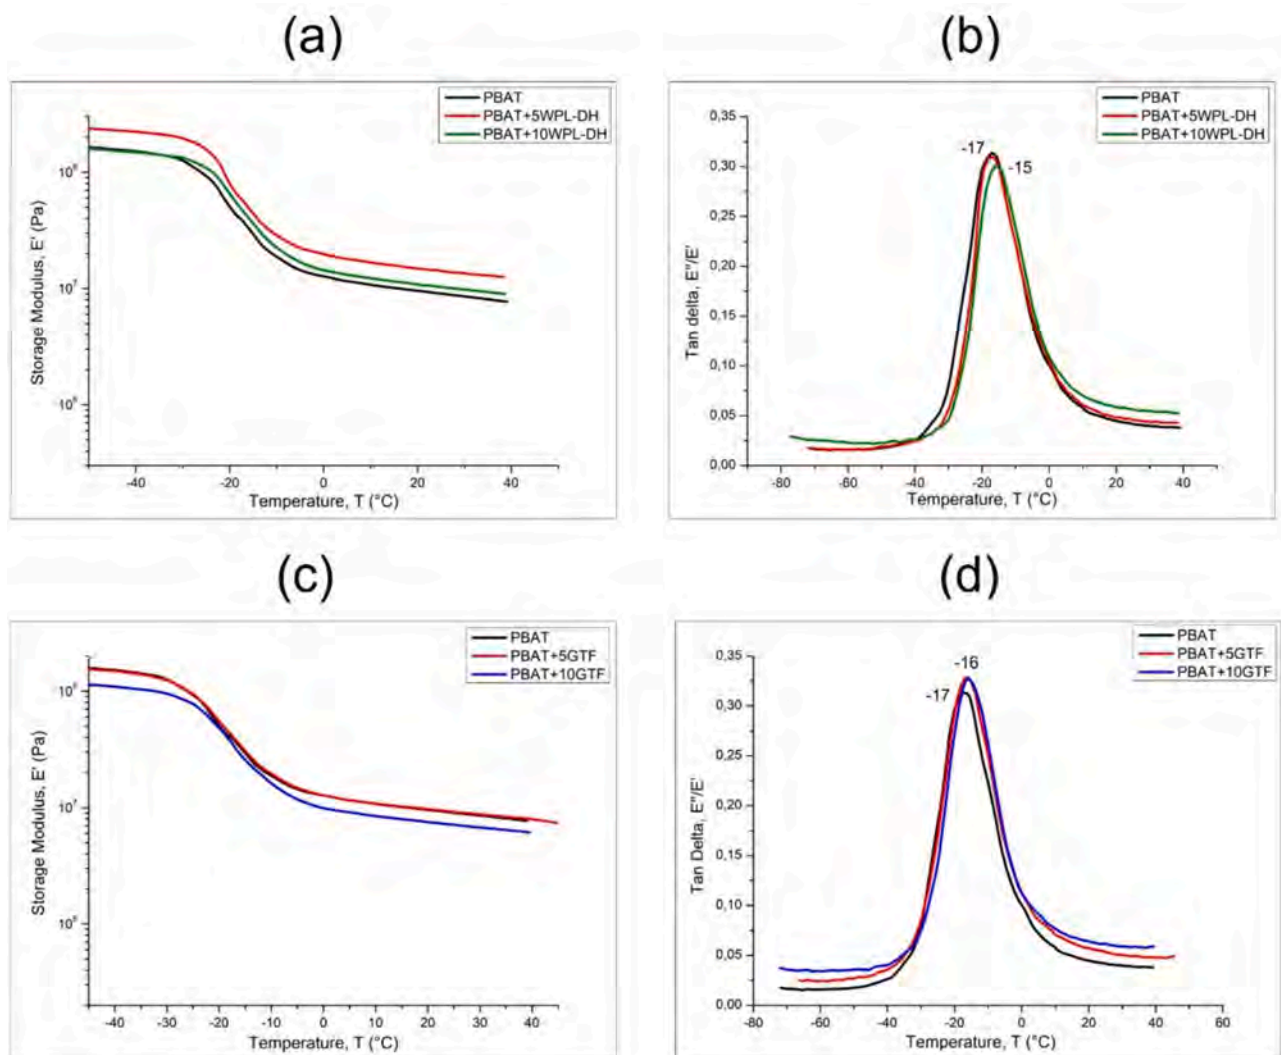 (a)
PBAT
PBAT+5WPL-DH
PBAT+10WPL-DH
10⁸
10⁷
10⁶
Storage Modulus, E' (Pa)
-40 -20 0 20 40
Temperature, T (°C)
(b)
PBAT
PBAT+5WPL-DH
PBAT+10WPL-DH
0,35
0,30
0,25
0,20
0,15
0,10
0,05
0,00
-17
-15
Tan delta, E''/E'
-80 -60 -40 -20 0 20 40
Temperature, T (°C)
(c)
PBAT
PBAT+5GTF
PBAT+10GTF
10⁷
Storage Modulus, E' (Pa)
-40 -30 -20 -10 0 10 20 30 40
Temperature, T (°C)
(d)
PBAT
PBAT+5GTF
PBAT+10GTF
0,35
0,30
0,25
0,20
0,15
0,10
0,05
0,00
-16
-17
Tan Delta, E''/E'
-80 -60 -40 -20 0 20 40 60
Temperature, T (°C)